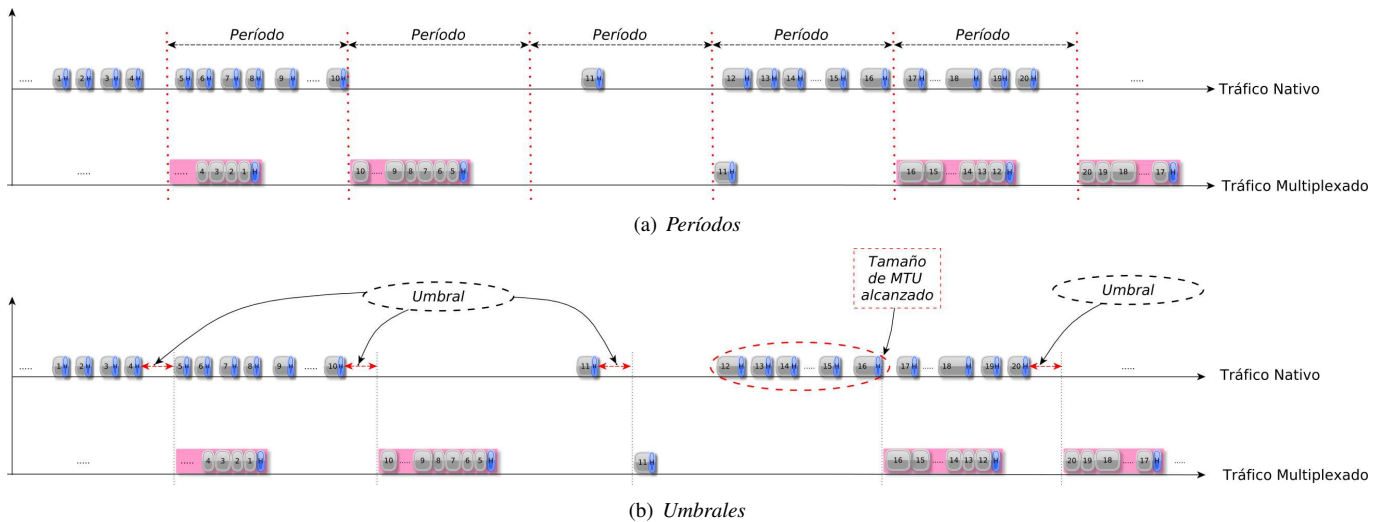 Período Período Período Período Período
..... 1 H 2 H 3 H 4 H 5 H 6 H 7 H 8 H 9 H ..... 10 H 11 H 12 H 13 H 14 H ..... 15 H 16 H 17 H ..... 18 H 19 H 20 H .....
Tráfico Nativo
..... ..... 4 3 2 1 H 10 ..... 9 8 7 6 5 H 11 H 16 15 ..... 14 13 12 H 20 19 18 ..... 17 H
Tráfico Multiplexado
(a) Períodos
Tamaño
de MTU
alcanzado
Umbral Umbral
..... 1 H 2 H 3 H 4 H 5 H 6 H 7 H 8 H 9 H ..... 10 H 11 H 12 H 13 H 14 H ..... 15 H 16 H 17 H ..... 18 H 19 H 20 H .....
Tráfico Nativo
..... ..... 4 3 2 1 H 10 ..... 9 8 7 6 5 H 11 H 16 15 ..... 14 13 12 H 20 19 18 ..... 17 H .....
Tráfico Multiplexado
(b) Umbrales